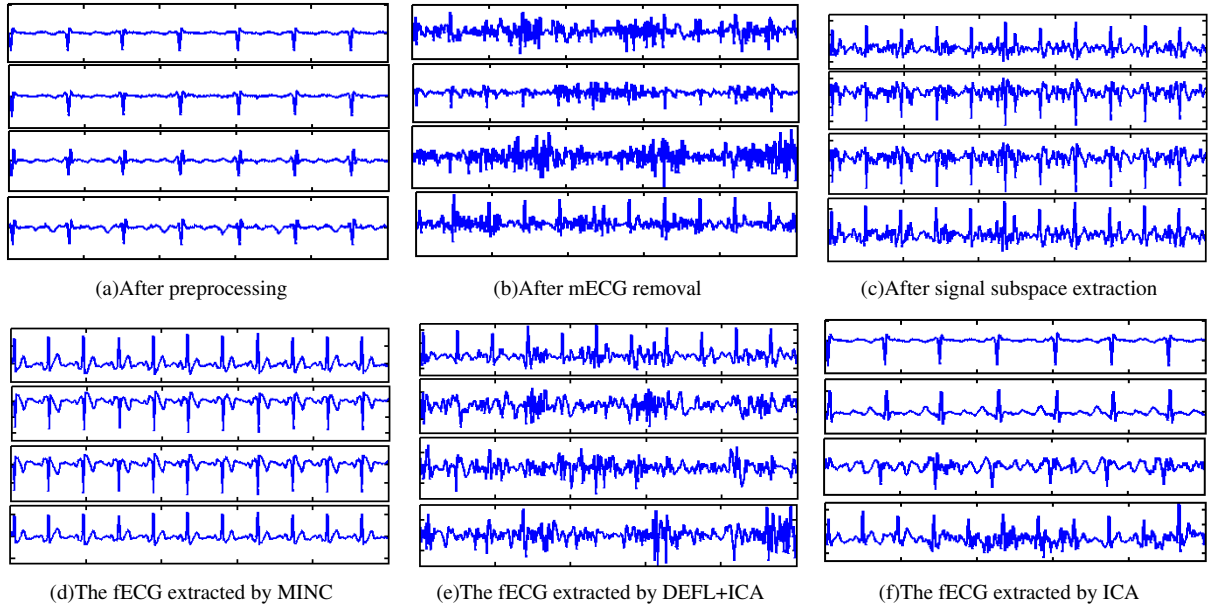 (a)After preprocessing
(b)After mECG removal
(c)After signal subspace extraction
(d)The fECG extracted by MINC
(e)The fECG extracted by DEFL+ICA
(f)The fECG extracted by ICA